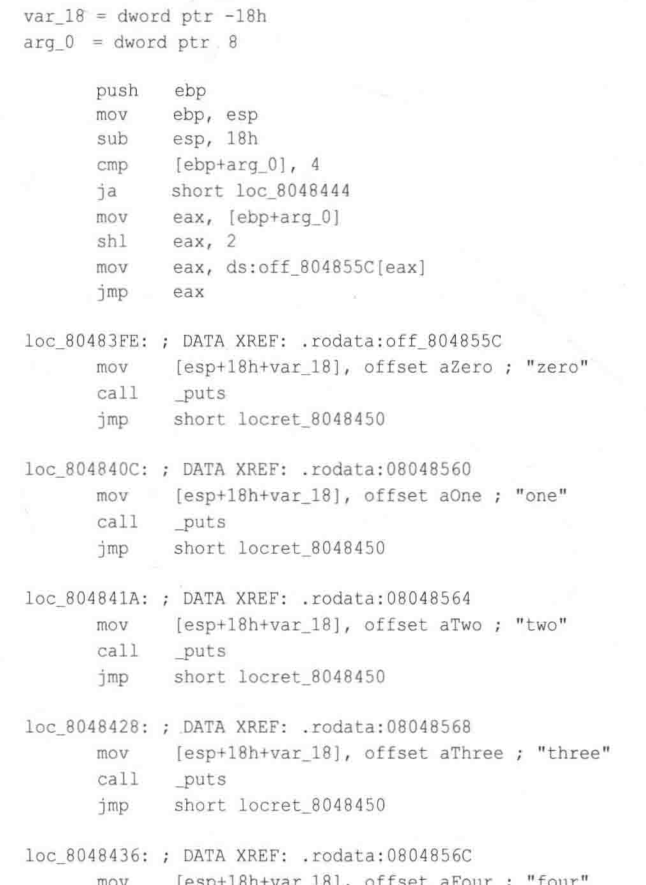 var_18 = dword ptr -18h
arg_0 = dword ptr 8
push ebp
mov ebp, esp
sub esp, 18h
cmp [ebp+arg_0], 4
ja short loc_8048444
mov eax, [ebp+arg_0]
shl eax, 2
mov eax, ds:off_804855C[eax]
jmp eax
loc_80483FE: ; DATA XREF: .rodata:off_804855C
mov [esp+18h+var_18], offset aZero ; "zero"
call _puts
jmp short locret_8048450
loc_804840C: ; DATA XREF: .rodata:08048560
mov [esp+18h+var_18], offset aOne ; "one"
call _puts
jmp short locret_8048450
loc_804841A: ; DATA XREF: .rodata:08048564
mov [esp+18h+var_18], offset aTwo ; "two"
call _puts
jmp short locret_8048450
loc_8048428: ; DATA XREF: .rodata:08048568
mov [esp+18h+var_18], offset aThree ; "three"
call _puts
jmp short locret_8048450
loc_8048436: ; DATA XREF: .rodata:0804856C
mov [esp+18h+var_18], offset aFour ; "four"